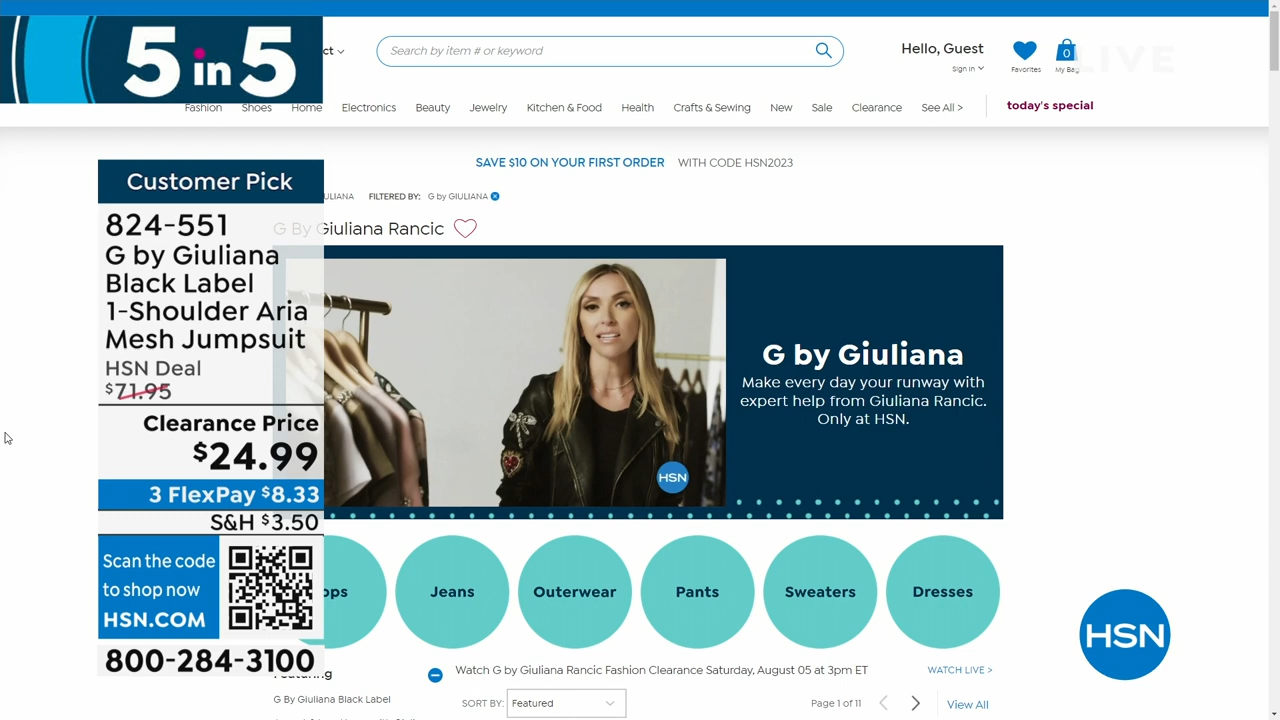 5 in 5
ct
Search by item # or keyword
Hello, Guest
Sign in
Favorites
0
My Bag
LIVE
Fashion
Shoes
Home
Electronics
Beauty
Jewelry
Kitchen & Food
Health
Crafts & Sewing
New
Sale
Clearance
See All >
today's special
SAVE $10 ON YOUR FIRST ORDER WITH CODE HSN2023
Customer Pick
824-551
G by Giuliana
Black Label
1-Shoulder Aria
Mesh Jumpsuit
HSN Deal
$71.95
Clearance Price
$24.99
3 FlexPay $8.33
S&H $3.50
Scan the code
to shop now
HSN.COM
800-284-3100
ULIANA FILTERED BY: G by GIULIANA
G By Giuliana Rancic
HSN
G by Giuliana
Make every day your runway with
expert help from Giuliana Rancic.
Only at HSN.
ops
Jeans
Outerwear
Pants
Sweaters
Dresses
HSN
Featuring
Watch G by Giuliana Rancic Fashion Clearance Saturday, August 05 at 3pm ET
WATCH LIVE >
G By Giuliana Black Label
SORT BY: Featured
Page 1 of 11
View All